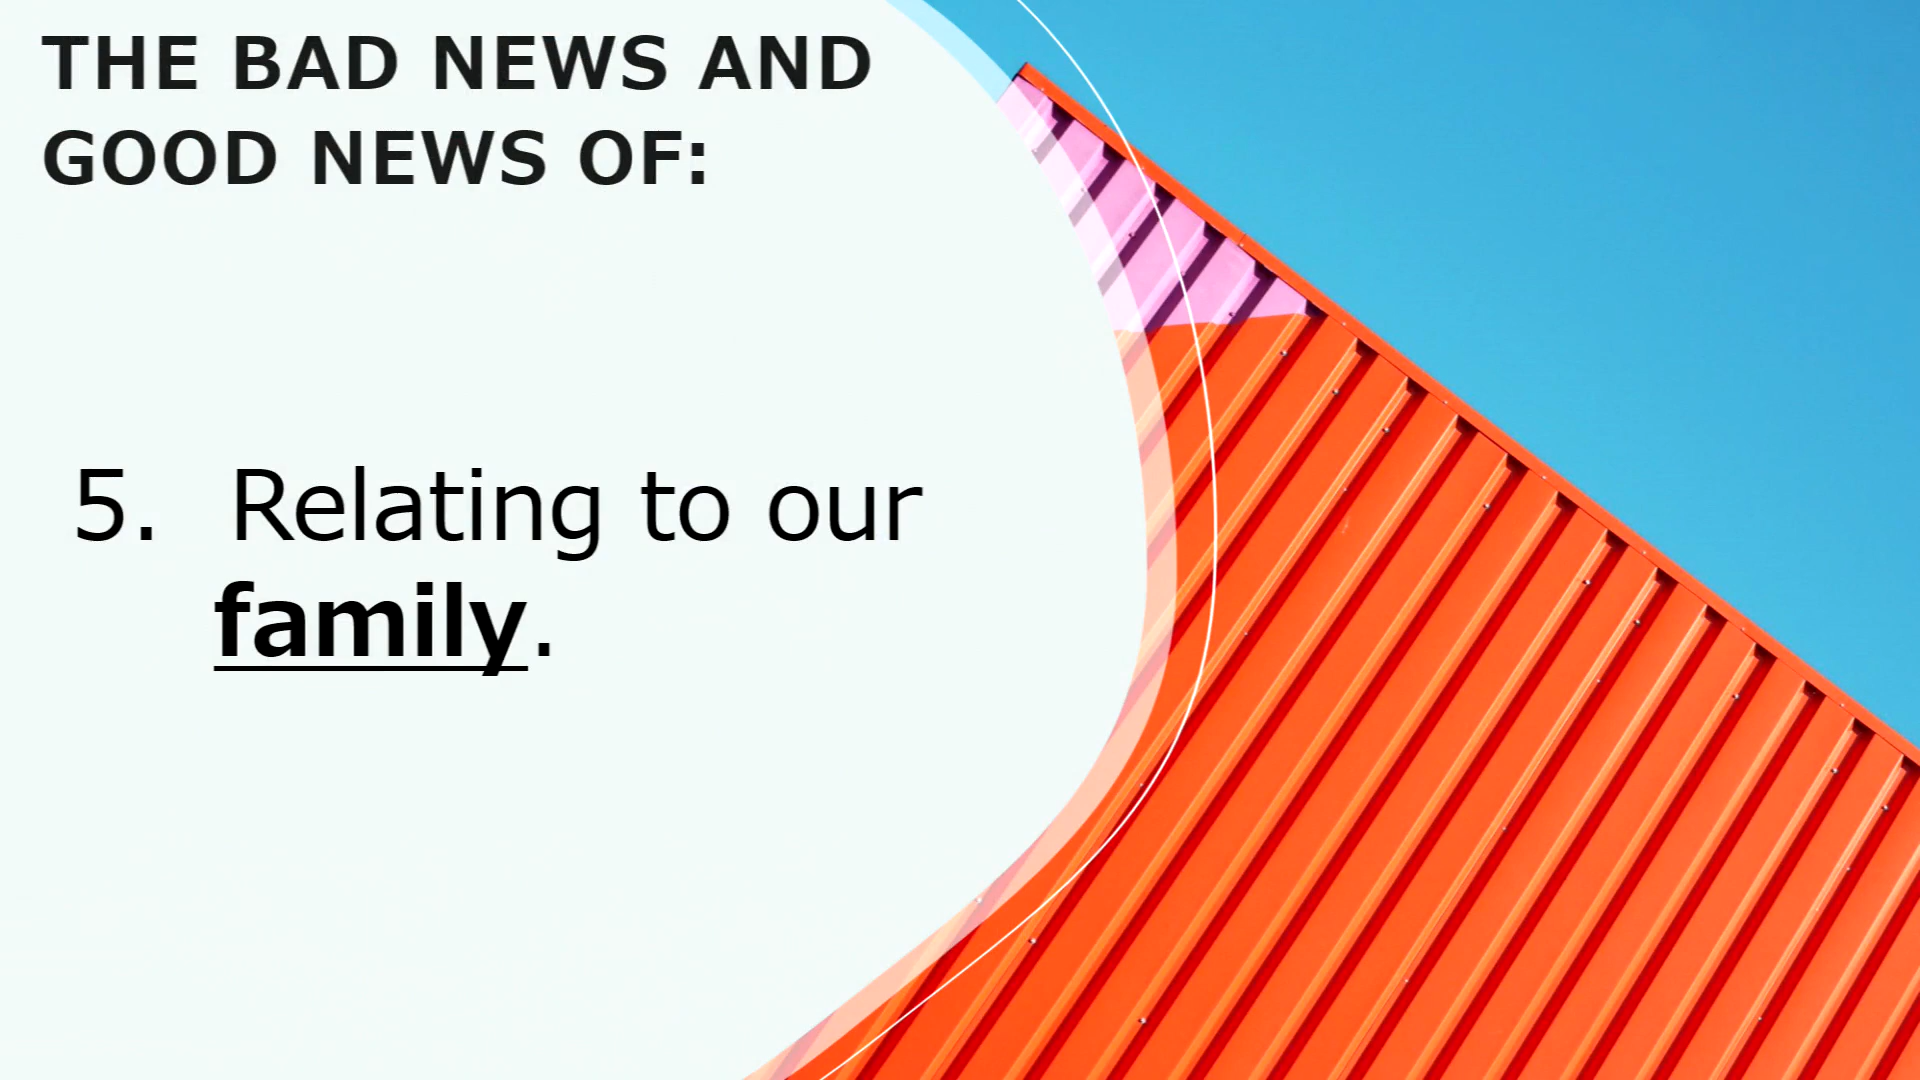 THE BAD NEWS AND
GOOD NEWS OF:
5. Relating to our
family.